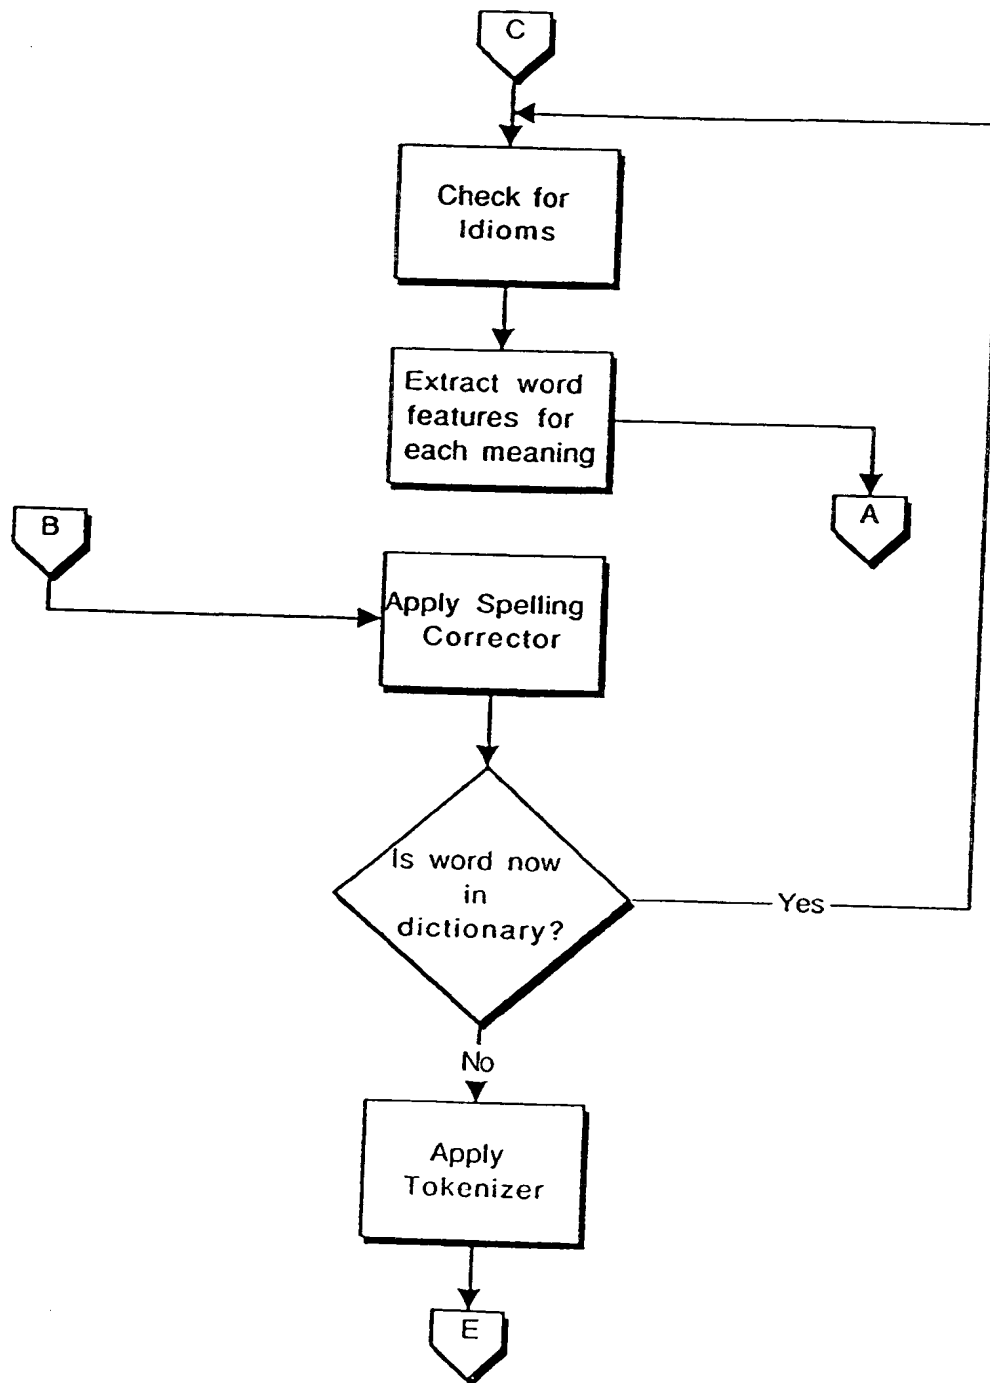 C
Check for
Idioms
Extract word
features for
each meaning
A
B
Apply Spelling
Corrector
Is word now
in
dictionary?
Yes
No
Apply
Tokenizer
E